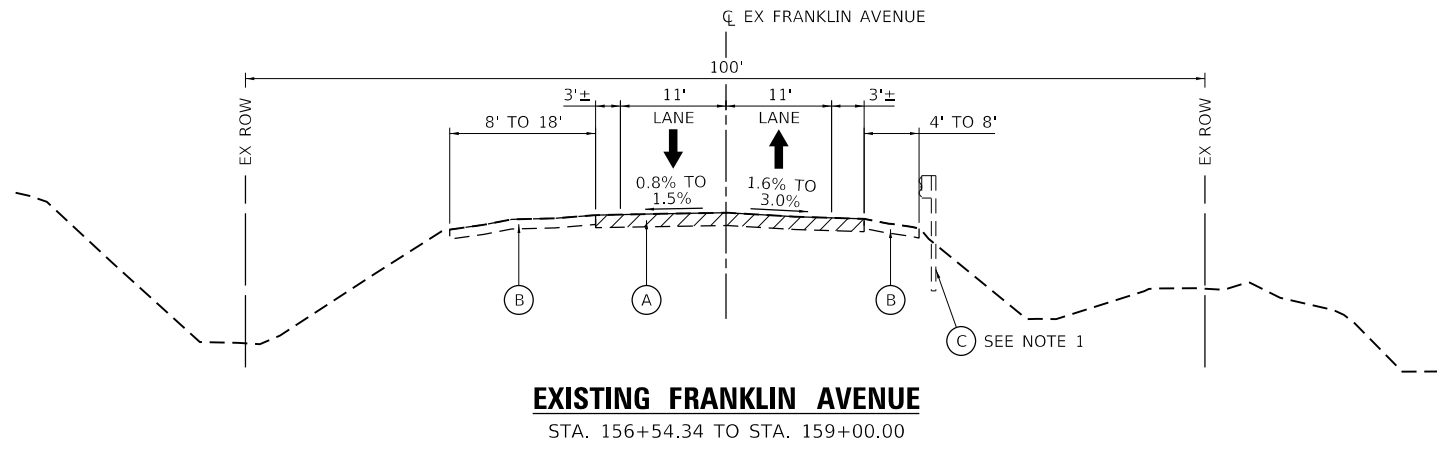 ℄ EX FRANKLIN AVENUE
100'
3'± 11' 11' 3'±
8' TO 18' LANE LANE 4' TO 8'
EX ROW
EX ROW
0.8% TO
1.5%
1.6% TO
3.0%
B A B
C SEE NOTE 1
EXISTING FRANKLIN AVENUE
STA. 156+54.34 TO STA. 159+00.00